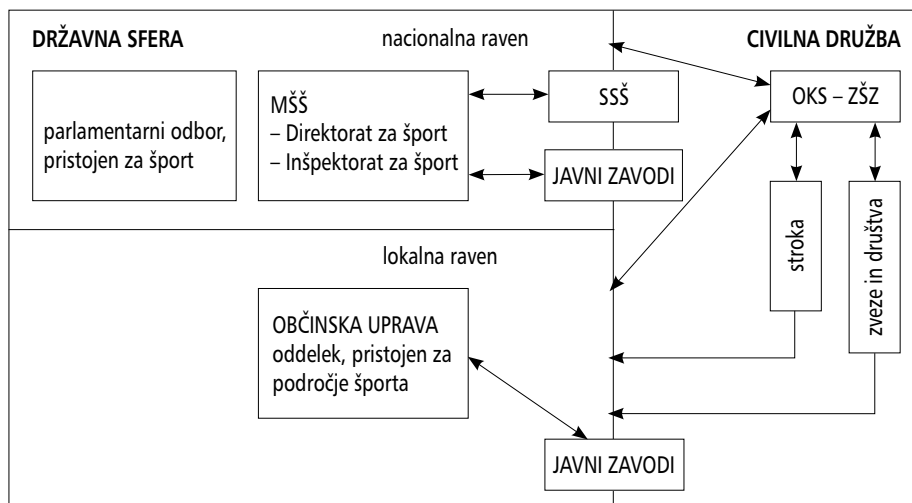 DRŽAVNA SFERA
nacionalna raven
CIVILNA DRUŽBA
parlamentarni odbor,
pristojen za šport
MŠŠ
– Direktorat za šport
– Inšpektorat za šport
SSŠ
JAVNI ZAVODI
OKS – ZŠZ
stroka
zveze in društva
lokalna raven
OBČINSKA UPRAVA
oddelek, pristojen za
področje športa
JAVNI ZAVODI